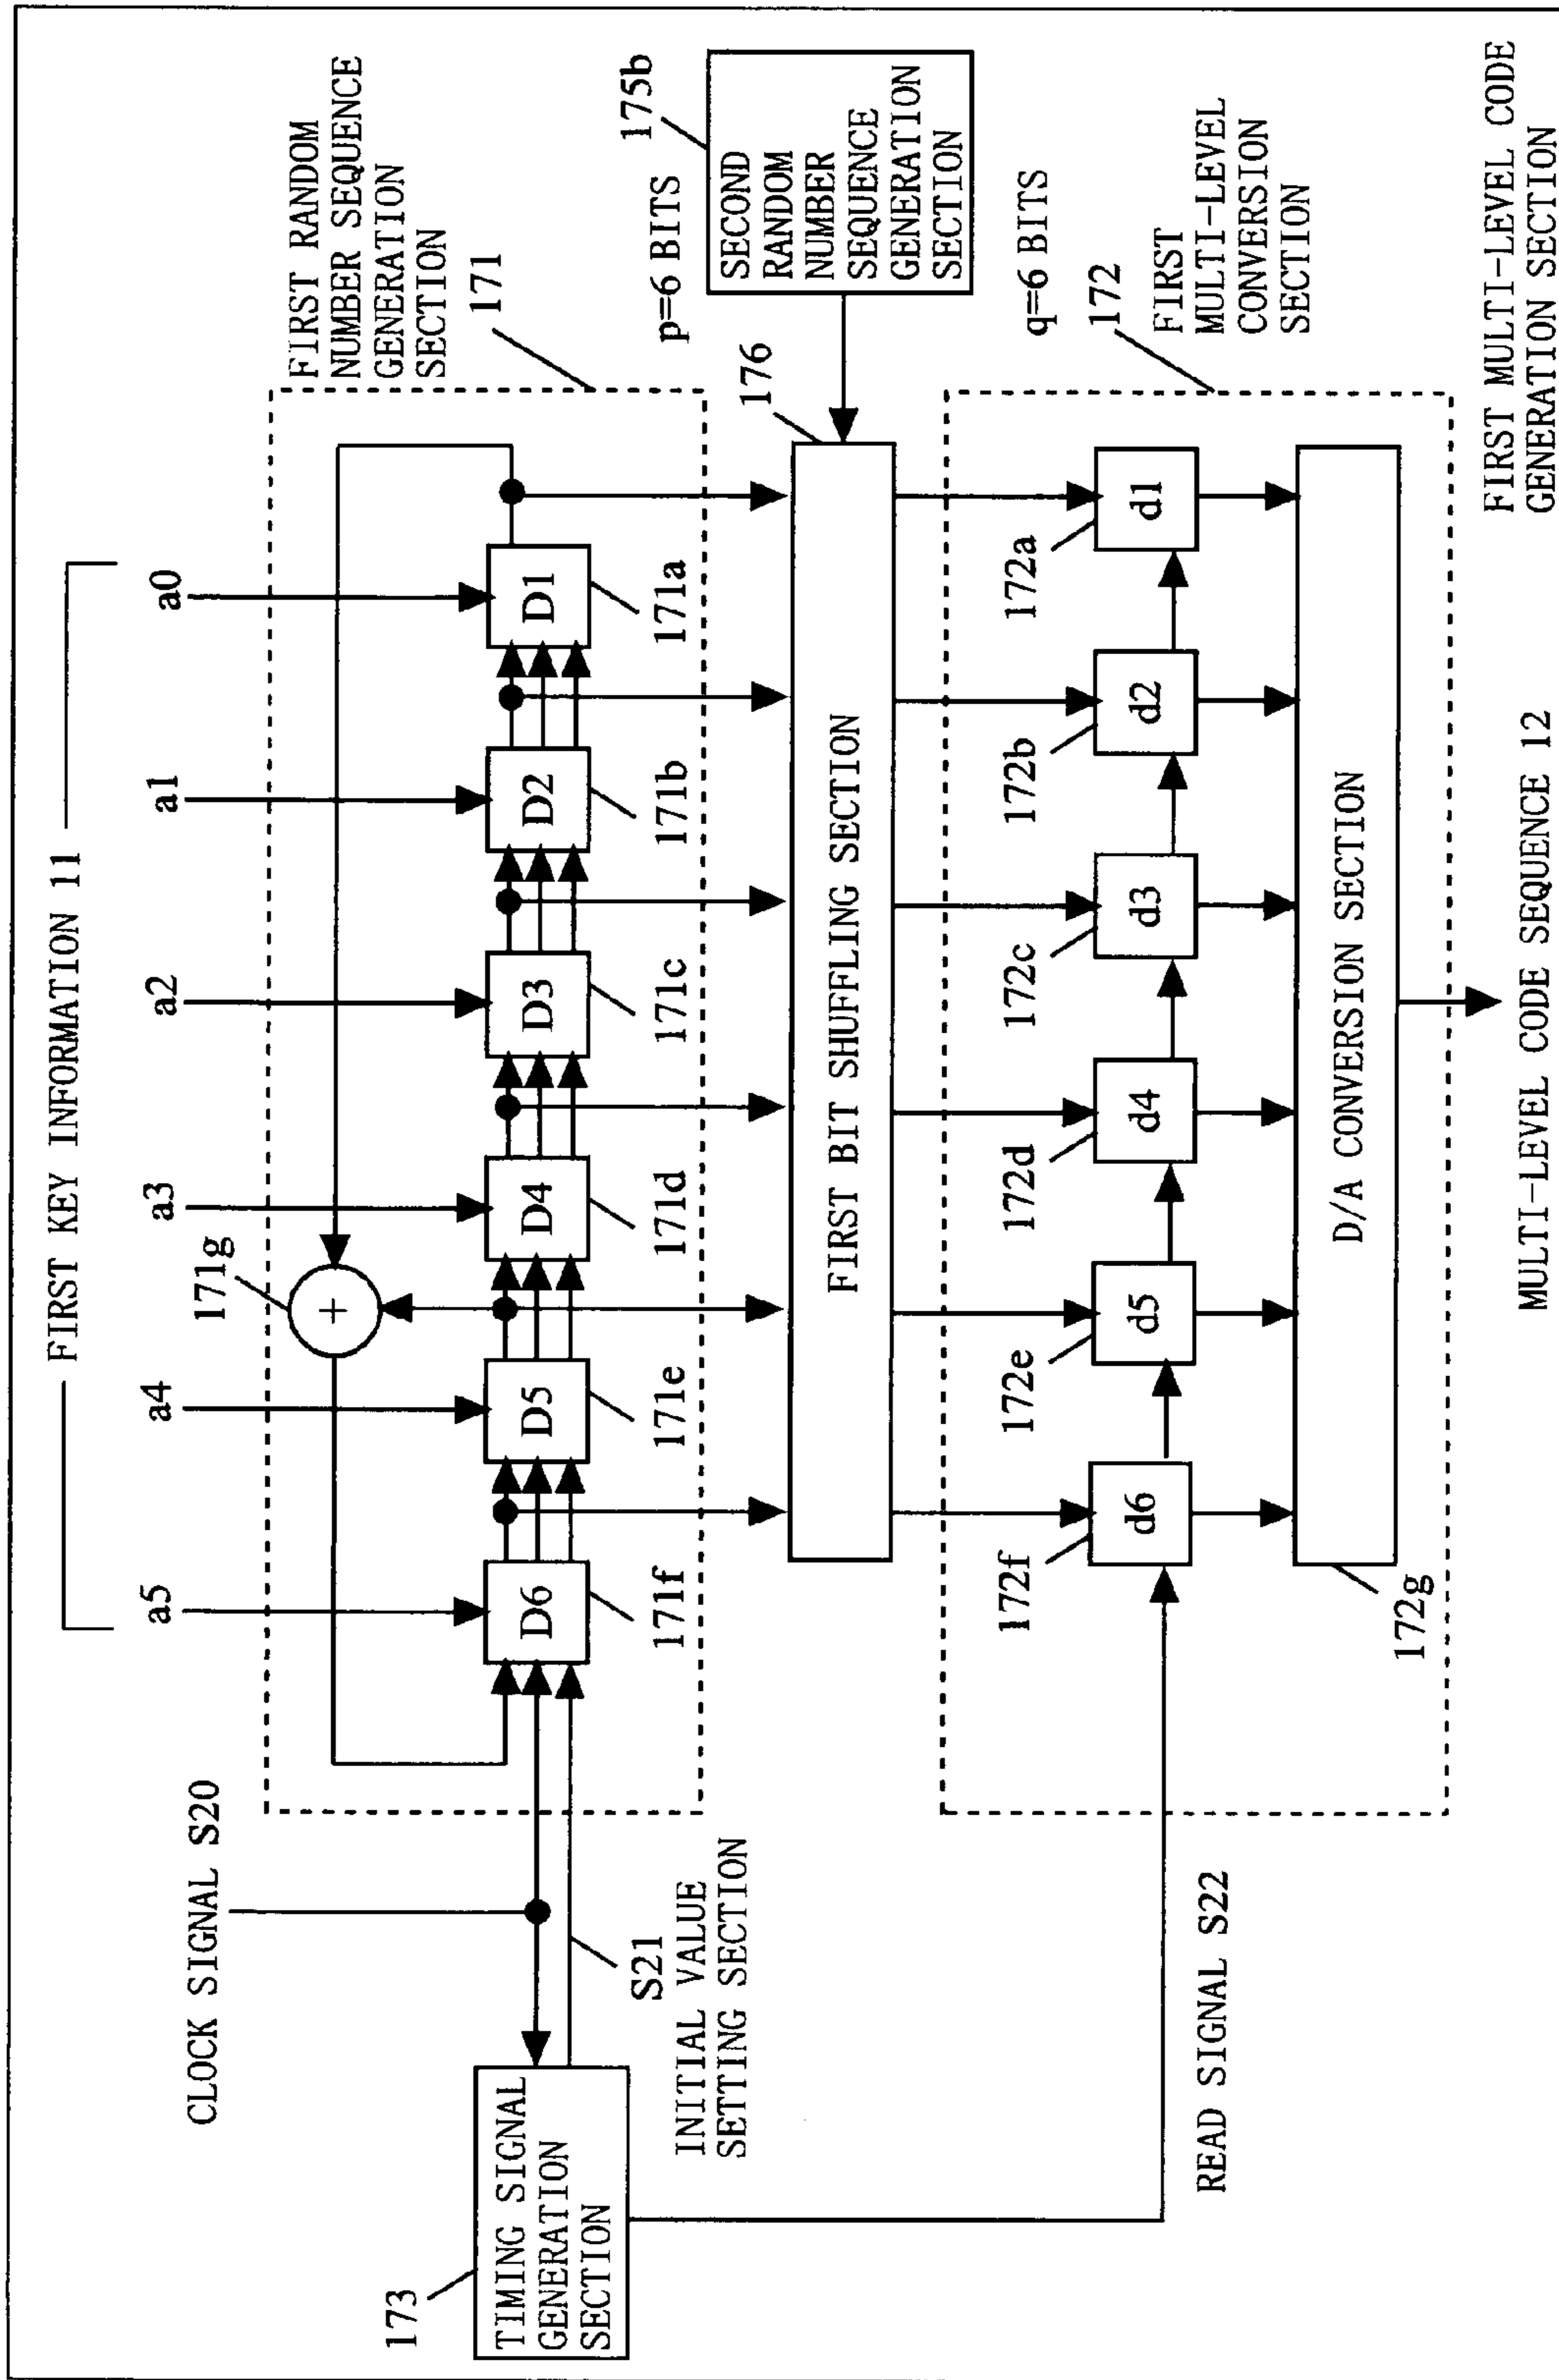 FIRST KEY INFORMATION 11
a5
a4
a3
a2
a1
a0
CLOCK SIGNAL S20
171g
+
FIRST RANDOM
NUMBER SEQUENCE
GENERATION
SECTION
171
173
TIMING SIGNAL
GENERATION
SECTION
D6
D5
D4
D3
D2
D1
171f
171e
171d
171c
171b
171a
S21
INITIAL VALUE
SETTING SECTION
p=6 BITS
175b
SECOND
RANDOM
NUMBER
SEQUENCE
GENERATION
SECTION
176
FIRST BIT SHUFFLING SECTION
q=6 BITS
172
FIRST
MULTI-LEVEL
CONVERSION
SECTION
172f
172e
172d
172c
172b
172a
d6
d5
d4
d3
d2
d1
READ SIGNAL S22
D/A CONVERSION SECTION
172g
MULTI-LEVEL CODE SEQUENCE 12
FIRST MULTI-LEVEL CODE
GENERATION SECTION